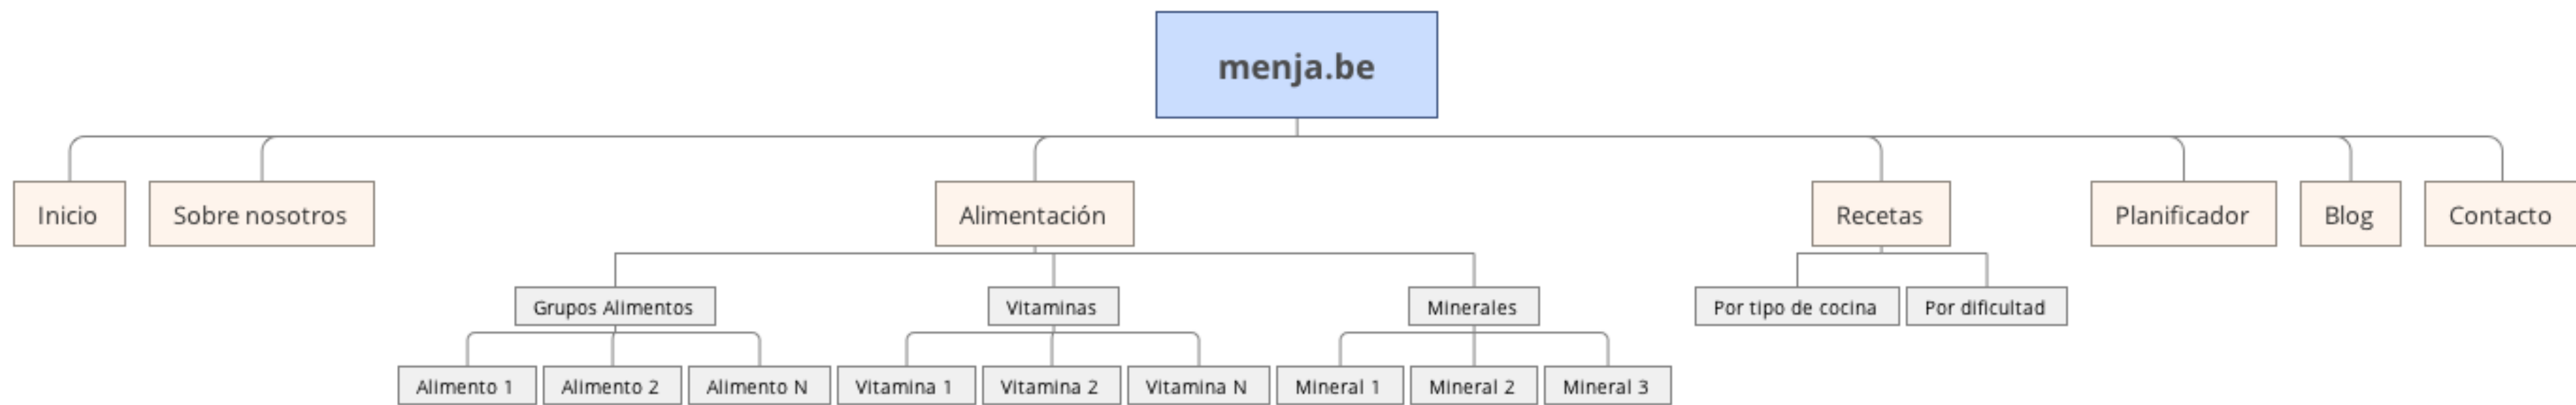 menja.be
Inicio
Sobre nosotros
Alimentación
Recetas
Planificador
Blog
Contacto
Grupos Alimentos
Vitaminas
Minerales
Por tipo de cocina
Por dificultad
Alimento 1
Alimento 2
Alimento N
Vitamina 1
Vitamina 2
Vitamina N
Mineral 1
Mineral 2
Mineral 3